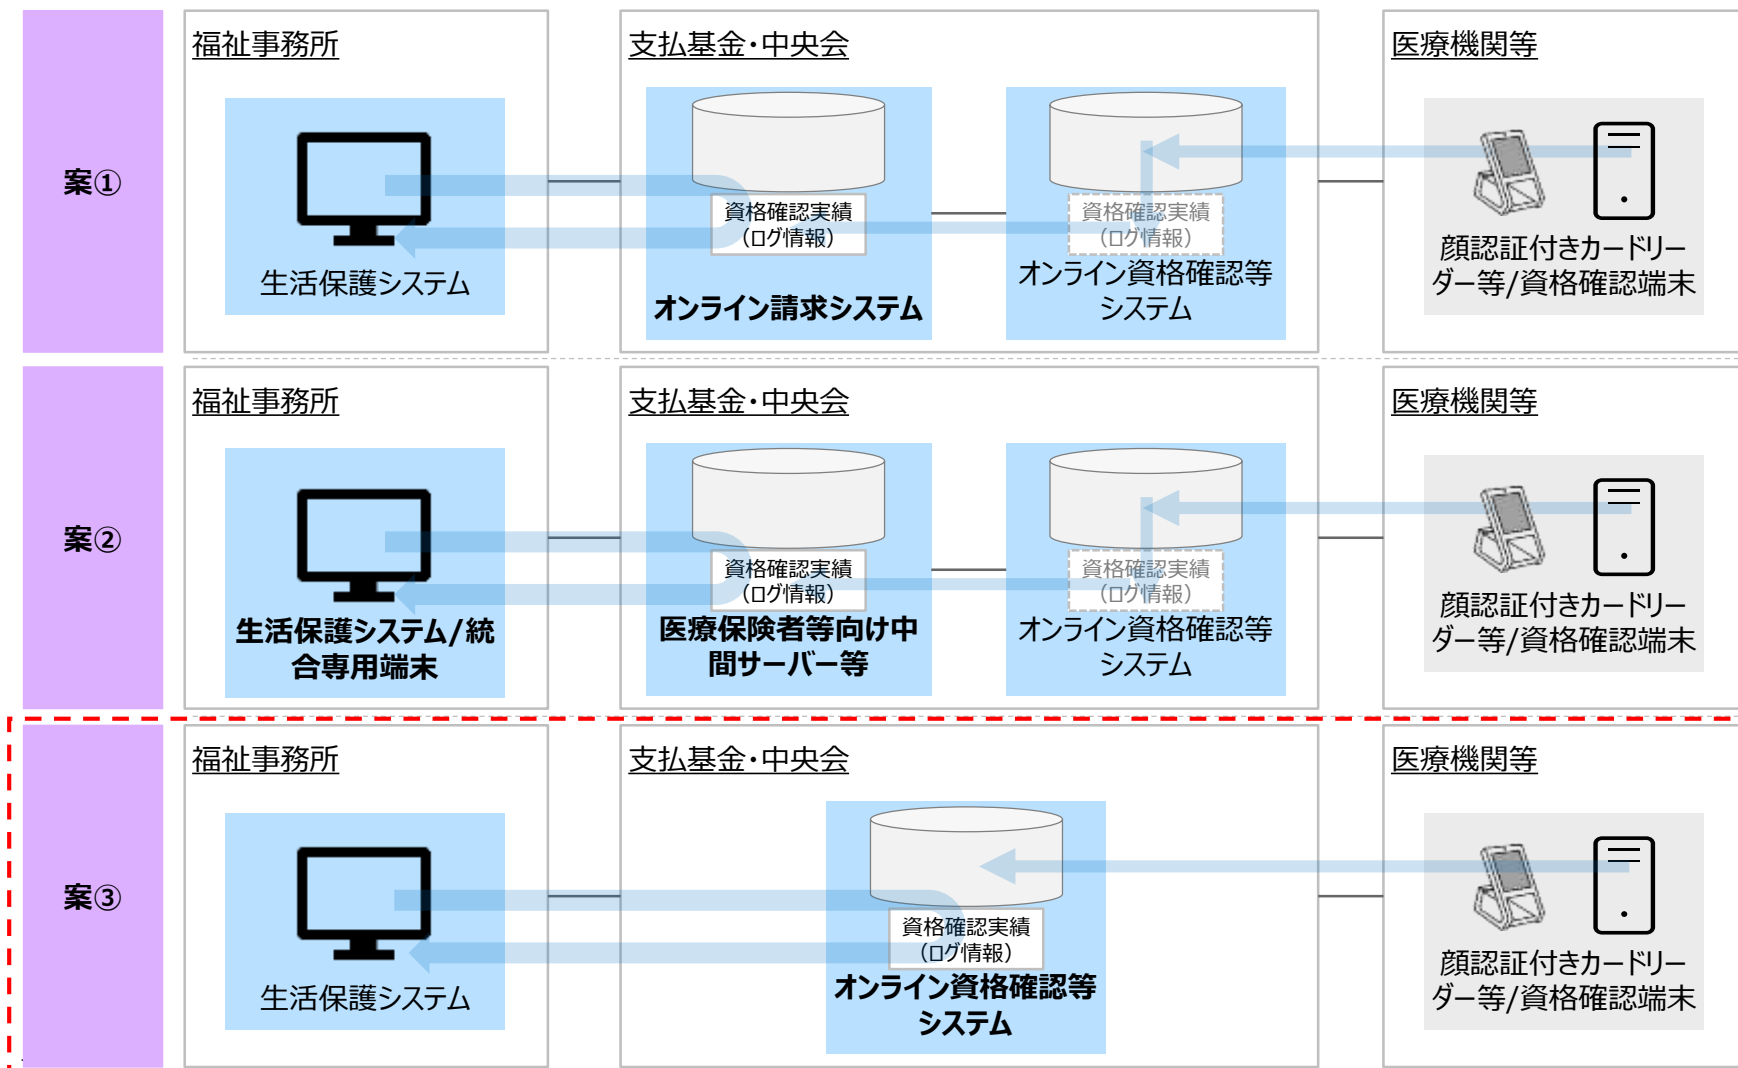 案①
福祉事務所
生活保護システム
支払基金・中央会
資格確認実績
（ログ情報）
オンライン請求システム
資格確認実績
（ログ情報）
オンライン資格確認等
システム
医療機関等
顔認証付きカードリー
ダー等/資格確認端末
案②
福祉事務所
生活保護システム/統
合専用端末
支払基金・中央会
資格確認実績
（ログ情報）
医療保険者等向け中
間サーバー等
資格確認実績
（ログ情報）
オンライン資格確認等
システム
医療機関等
顔認証付きカードリー
ダー等/資格確認端末
案③
福祉事務所
生活保護システム
支払基金・中央会
資格確認実績
（ログ情報）
オンライン資格確認等
システム
医療機関等
顔認証付きカードリー
ダー等/資格確認端末